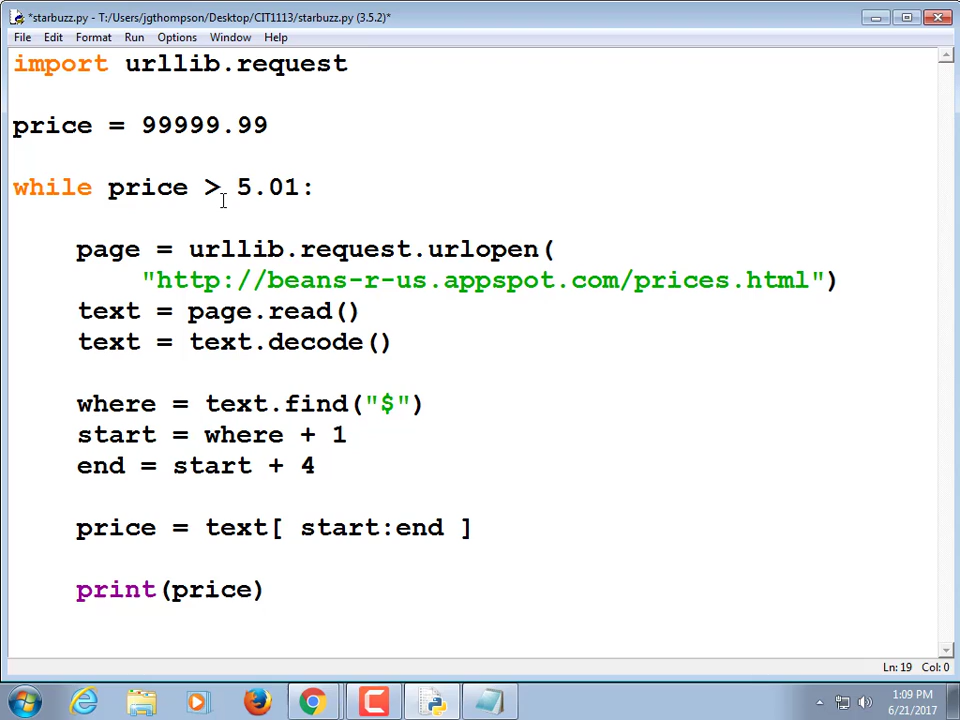 *starbuzz.py - T:/Users/jgthompson/Desktop/CIT1113/starbuzz.py (3.5.2)*
File Edit Format Run Options Window Help
import urllib.request
price = 99999.99
while price > 5.01:
page = urllib.request.urlopen(
"http://beans-r-us.appspot.com/prices.html")
text = page.read()
text = text.decode()
where = text.find("$")
start = where + 1
end = start + 4
price = text[ start:end ]
print(price)
Ln: 19 Col: 0
1:09 PM
6/21/2017